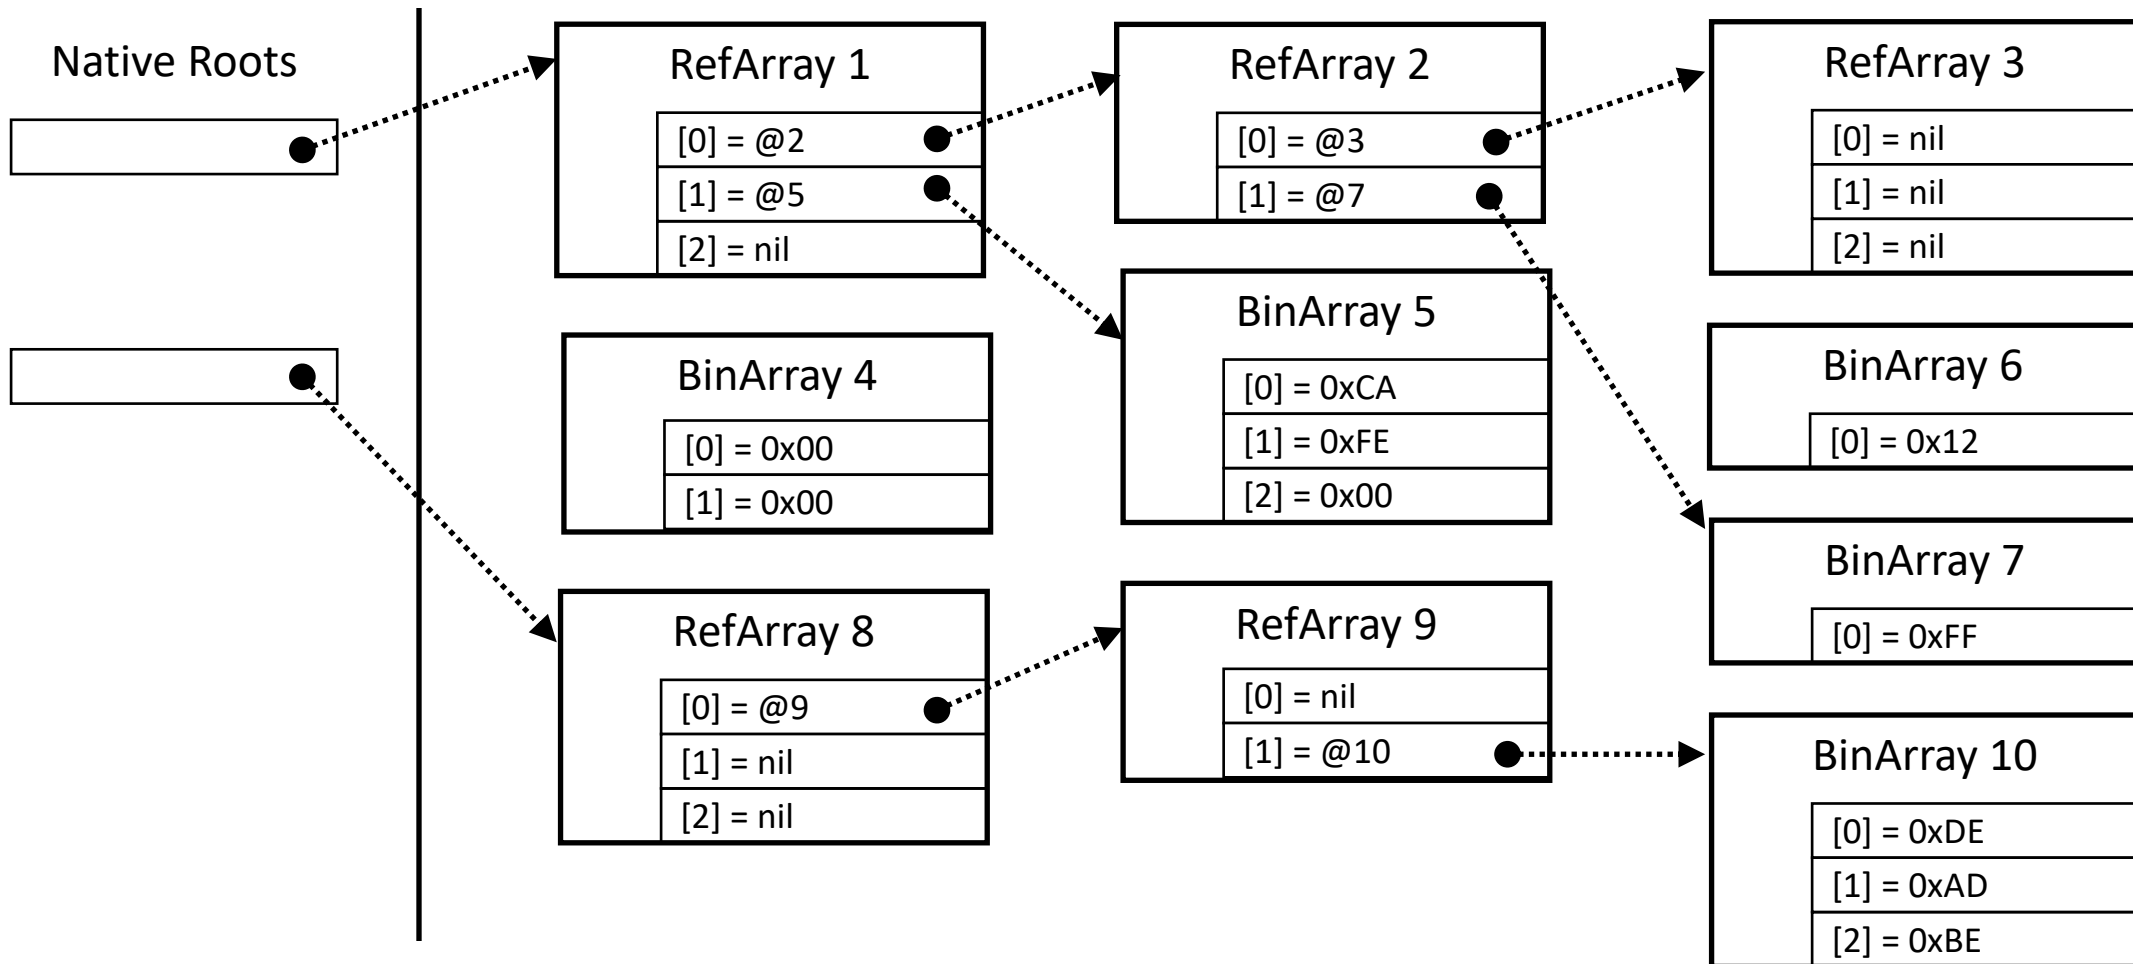 Native Roots
RefArray 1
[0] = @2
[1] = @5
[2] = nil
RefArray 2
[0] = @3
[1] = @7
RefArray 3
[0] = nil
[1] = nil
[2] = nil
BinArray 4
[0] = 0x00
[1] = 0x00
BinArray 5
[0] = 0xCA
[1] = 0xFE
[2] = 0x00
BinArray 6
[0] = 0x12
BinArray 7
[0] = 0xFF
RefArray 8
[0] = @9
[1] = nil
[2] = nil
RefArray 9
[0] = nil
[1] = @10
BinArray 10
[0] = 0xDE
[1] = 0xAD
[2] = 0xBE